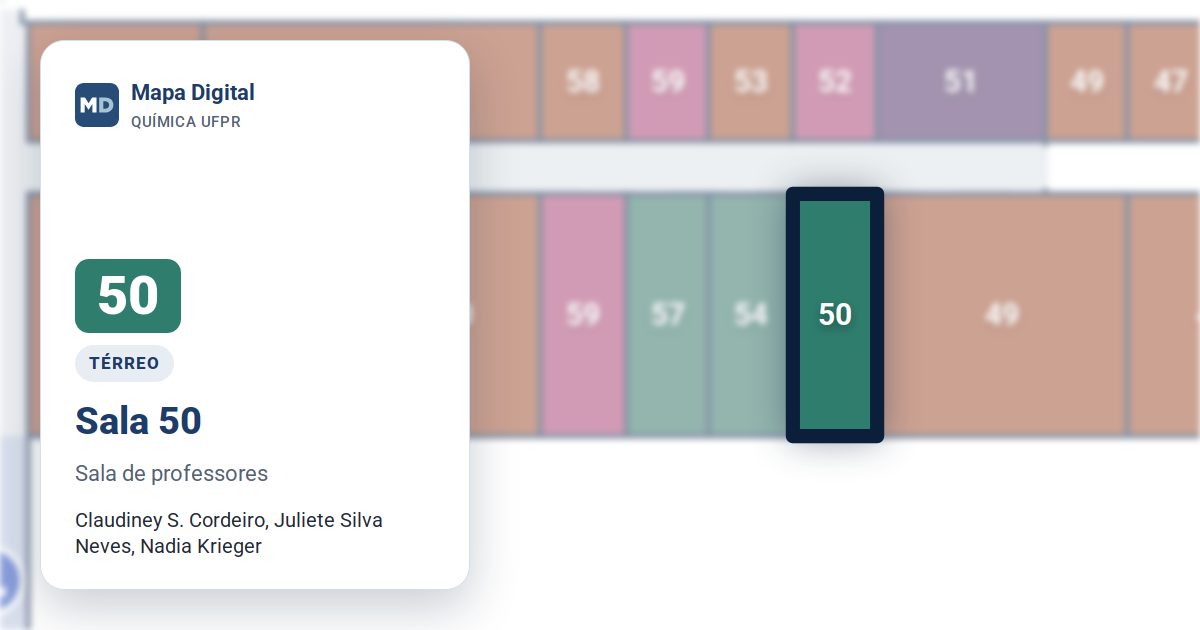 MD
Mapa Digital
QUÍMICA UFPR
50
TÉRREO
Sala 50
Sala de professores
Claudiney S. Cordeiro, Juliete Silva
Neves, Nadia Krieger
58 59 53 52 51 49 47
59 57 54 50 49